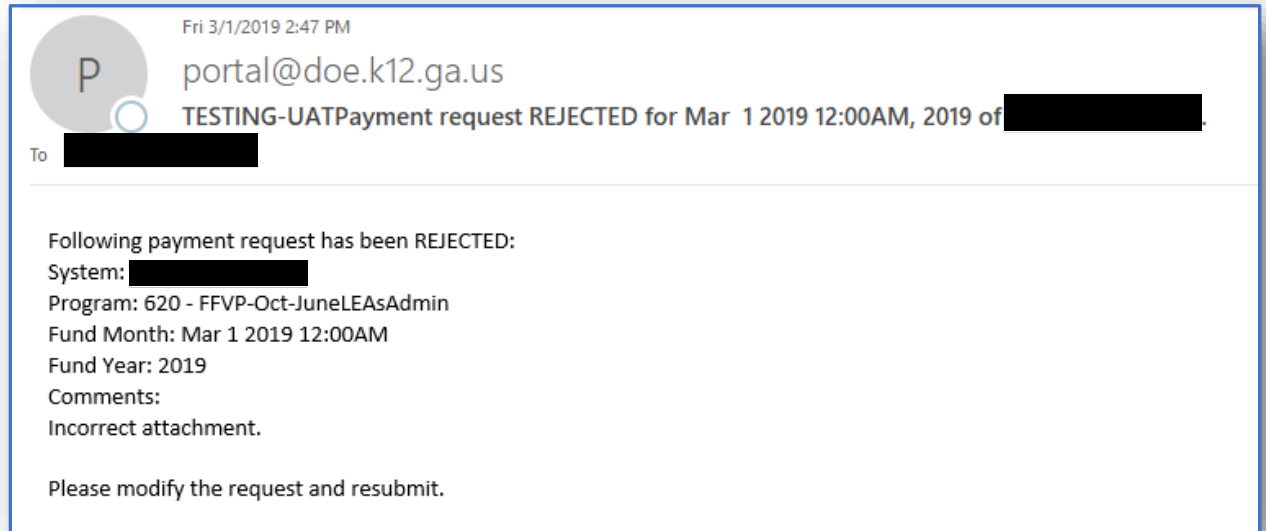 Fri 3/1/2019 2:47 PM
P
portal@doe.k12.ga.us
TESTING-UATPayment request REJECTED for Mar 1 2019 12:00AM, 2019 of .
To
Following payment request has been REJECTED:
System:
Program: 620 - FFVP-Oct-JuneLEAsAdmin
Fund Month: Mar 1 2019 12:00AM
Fund Year: 2019
Comments:
Incorrect attachment.
Please modify the request and resubmit.